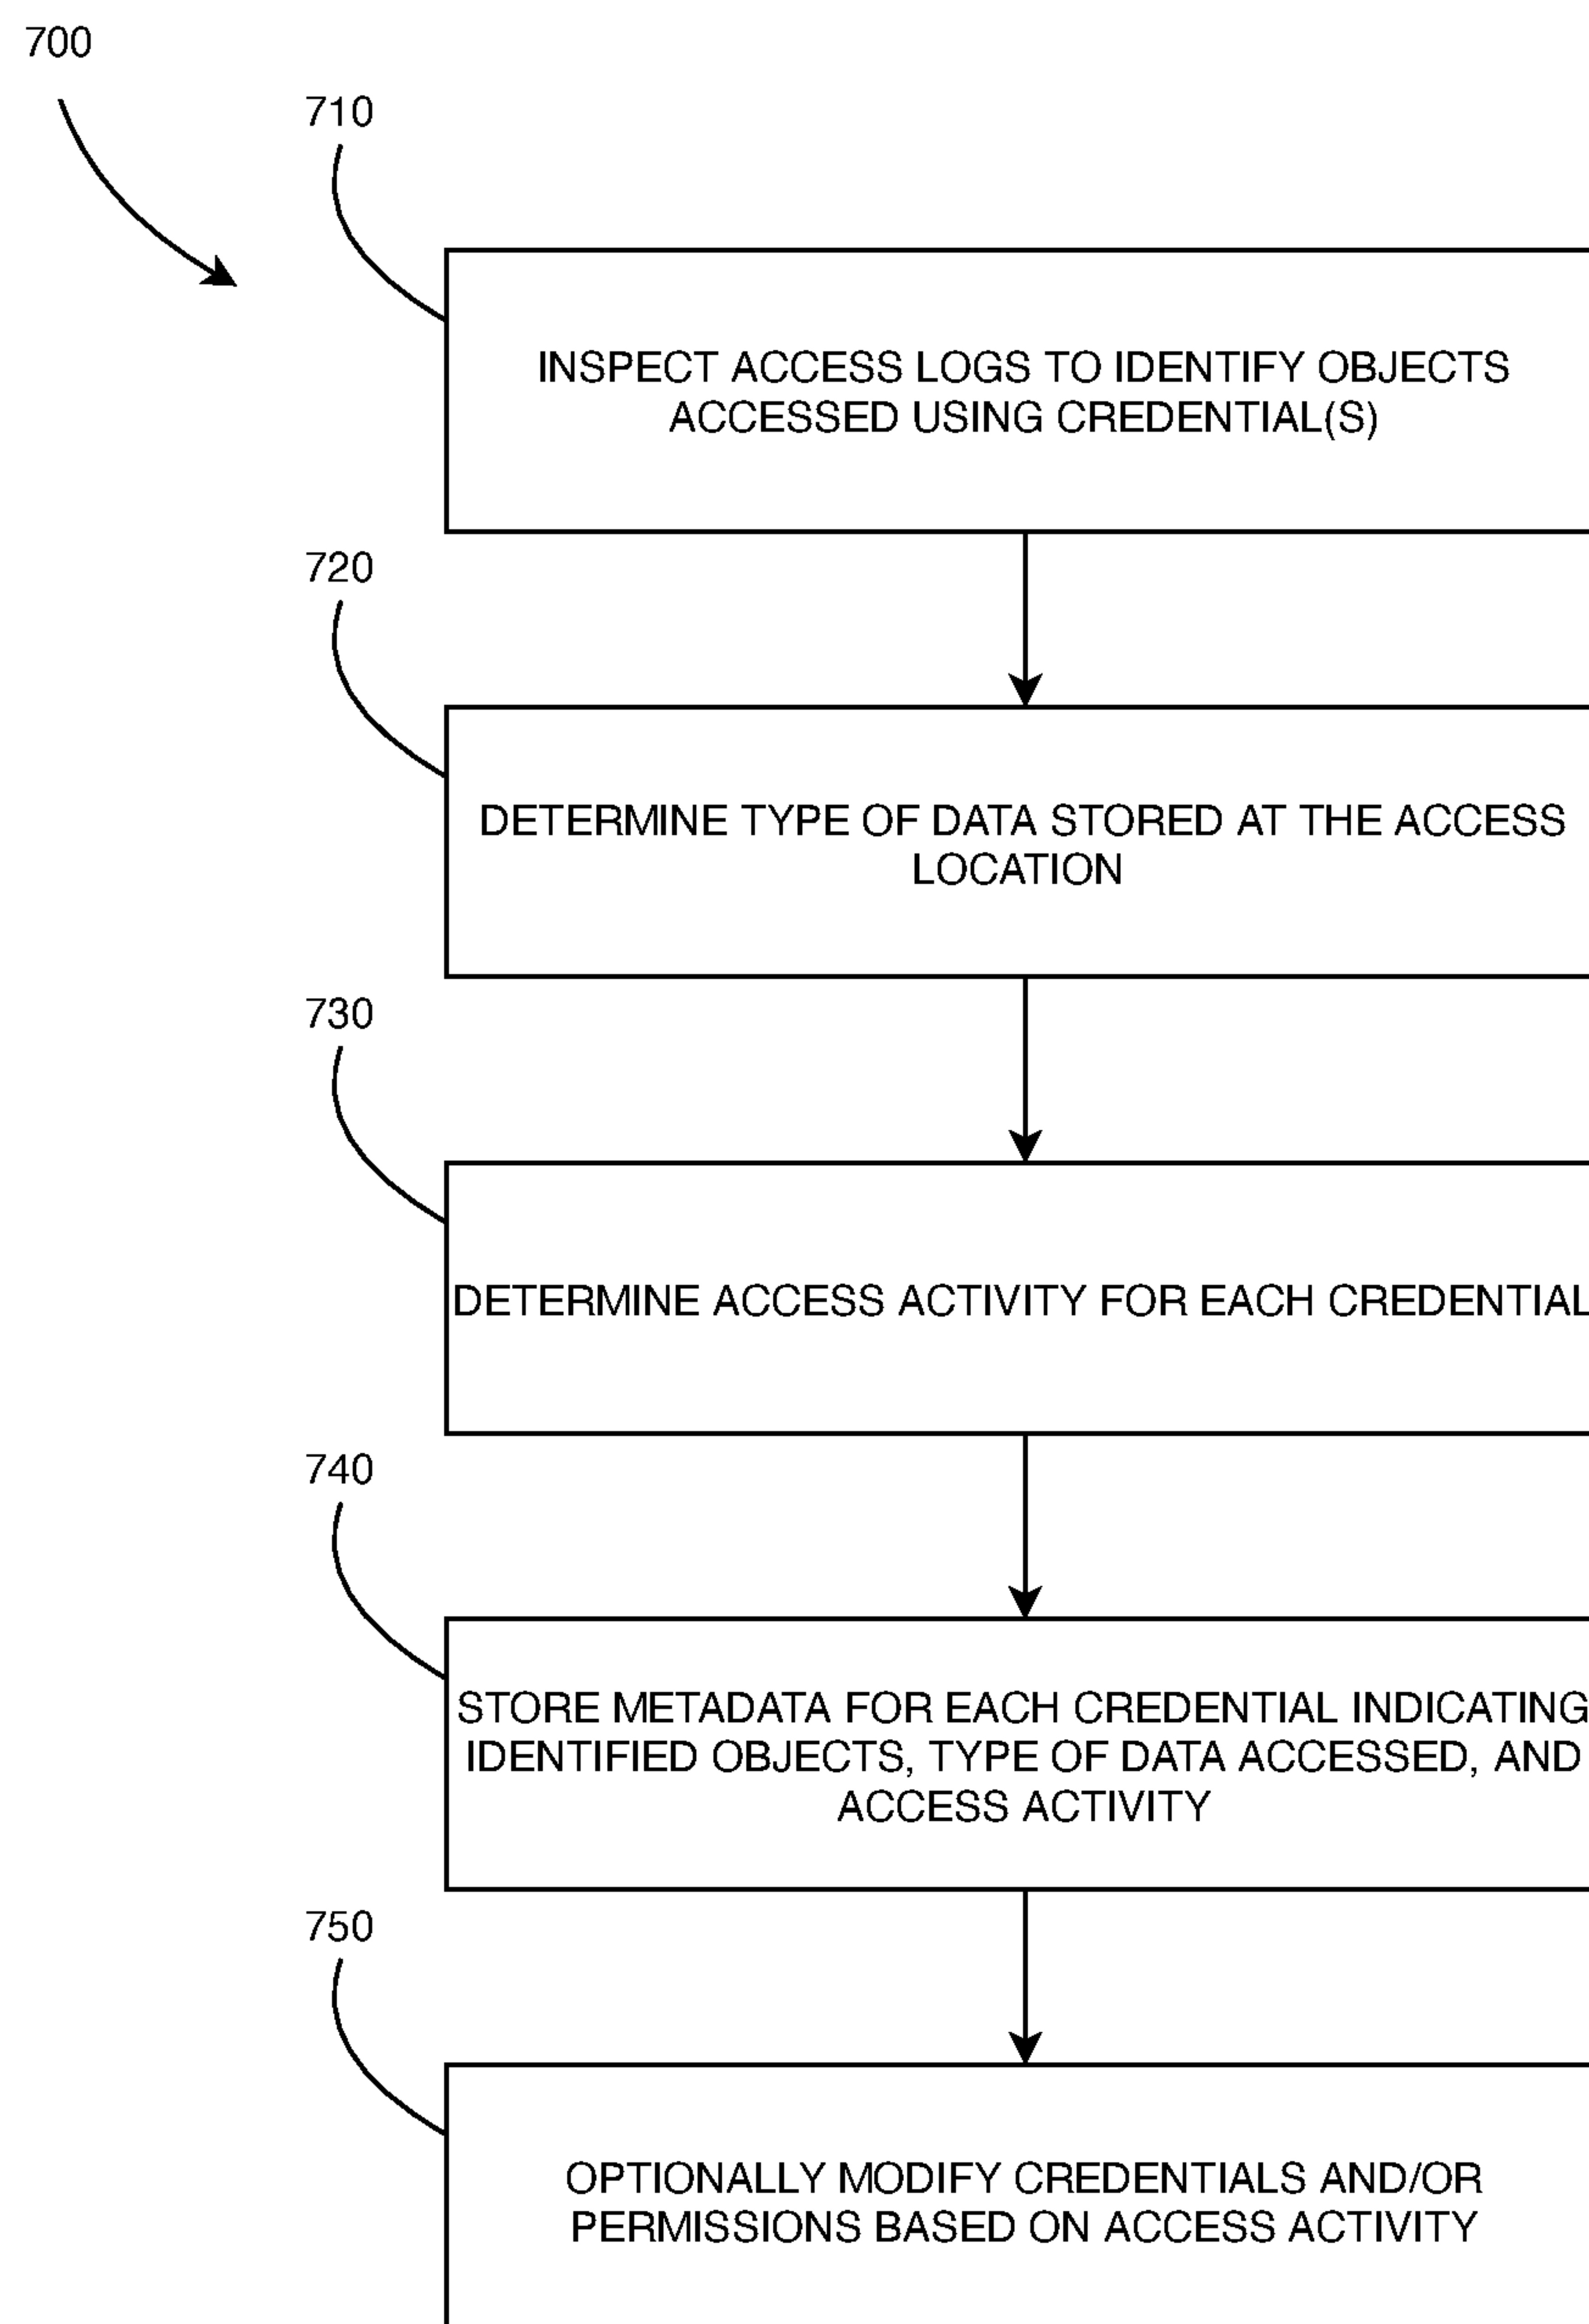 700
710
INSPECT ACCESS LOGS TO IDENTIFY OBJECTS
ACCESSED USING CREDENTIAL(S)
720
DETERMINE TYPE OF DATA STORED AT THE ACCESS
LOCATION
730
DETERMINE ACCESS ACTIVITY FOR EACH CREDENTIAL
740
STORE METADATA FOR EACH CREDENTIAL INDICATING
IDENTIFIED OBJECTS, TYPE OF DATA ACCESSED, AND
ACCESS ACTIVITY
750
OPTIONALLY MODIFY CREDENTIALS AND/OR
PERMISSIONS BASED ON ACCESS ACTIVITY